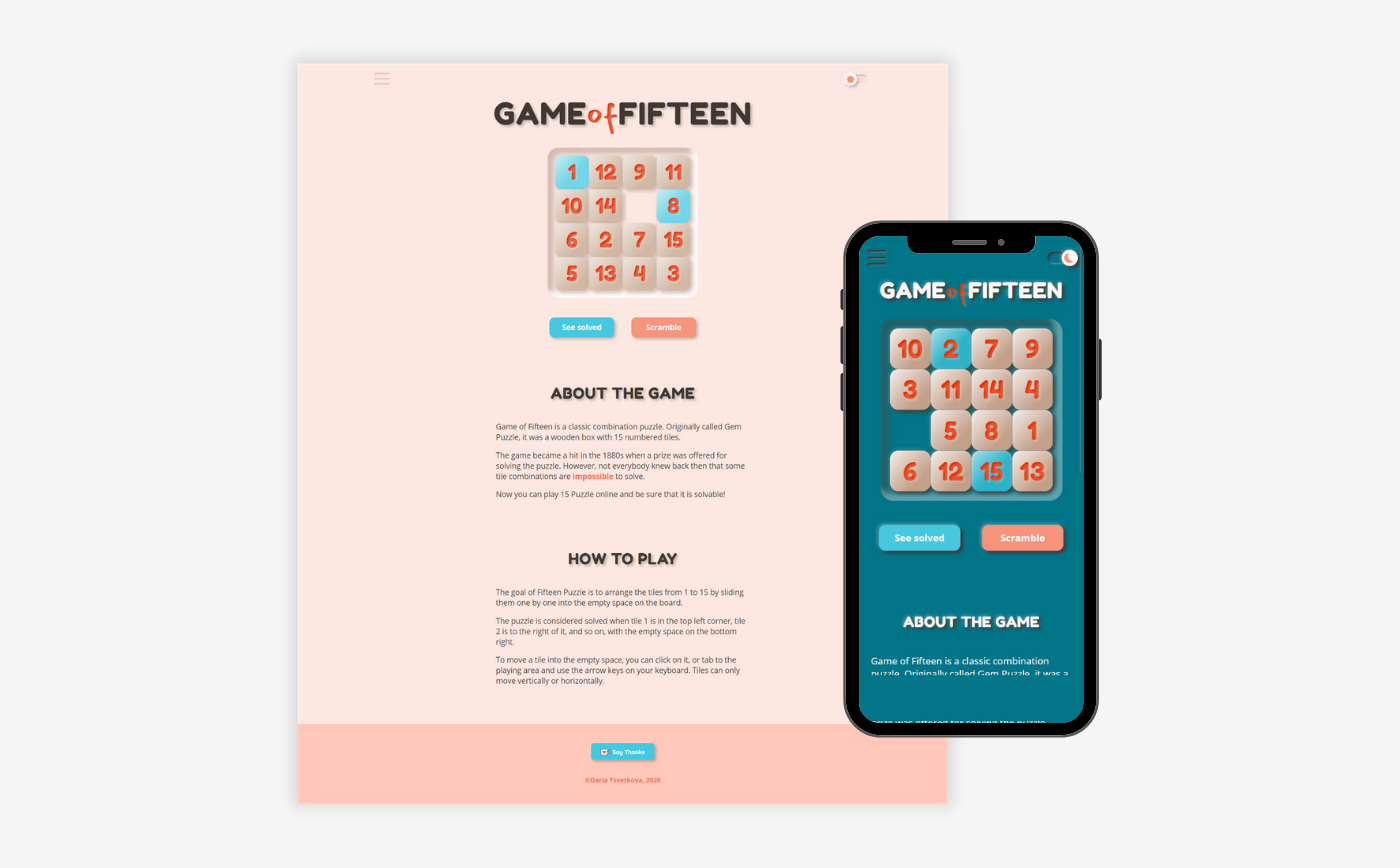 GAME of FIFTEEN
1 12 9 11
10 14 8
6 2 7 15
5 13 4 3
See solved Scramble
ABOUT THE GAME
Game of Fifteen is a classic combination puzzle. Originally called Gem
Puzzle, it was a wooden box with 15 numbered tiles.
The game became a hit in the 1880s when a prize was offered for
solving the puzzle. However, not everybody knew back then that some
tile combinations are impossible to solve.
Now you can play 15 Puzzle online and be sure that it is solvable!
HOW TO PLAY
The goal of Fifteen Puzzle is to arrange the tiles from 1 to 15 by sliding
them one by one into the empty space on the board.
The puzzle is considered solved when tile 1 is in the top left corner, tile
2 is to the right of it, and so on, with the empty space on the bottom
right.
To move a tile into the empty space, you can click on it, or tab to the
playing area and use the arrow keys on your keyboard. Tiles can only
move vertically or horizontally.
Say Thanks
©Daria Tsvetkova, 2020
GAME of FIFTEEN
10 2 7 9
3 11 14 4
5 8 1
6 12 15 13
See solved Scramble
ABOUT THE GAME
Game of Fifteen is a classic combination
puzzle. Originally called Gem Puzzle, it was a
prize was offered for solving the puzzle.